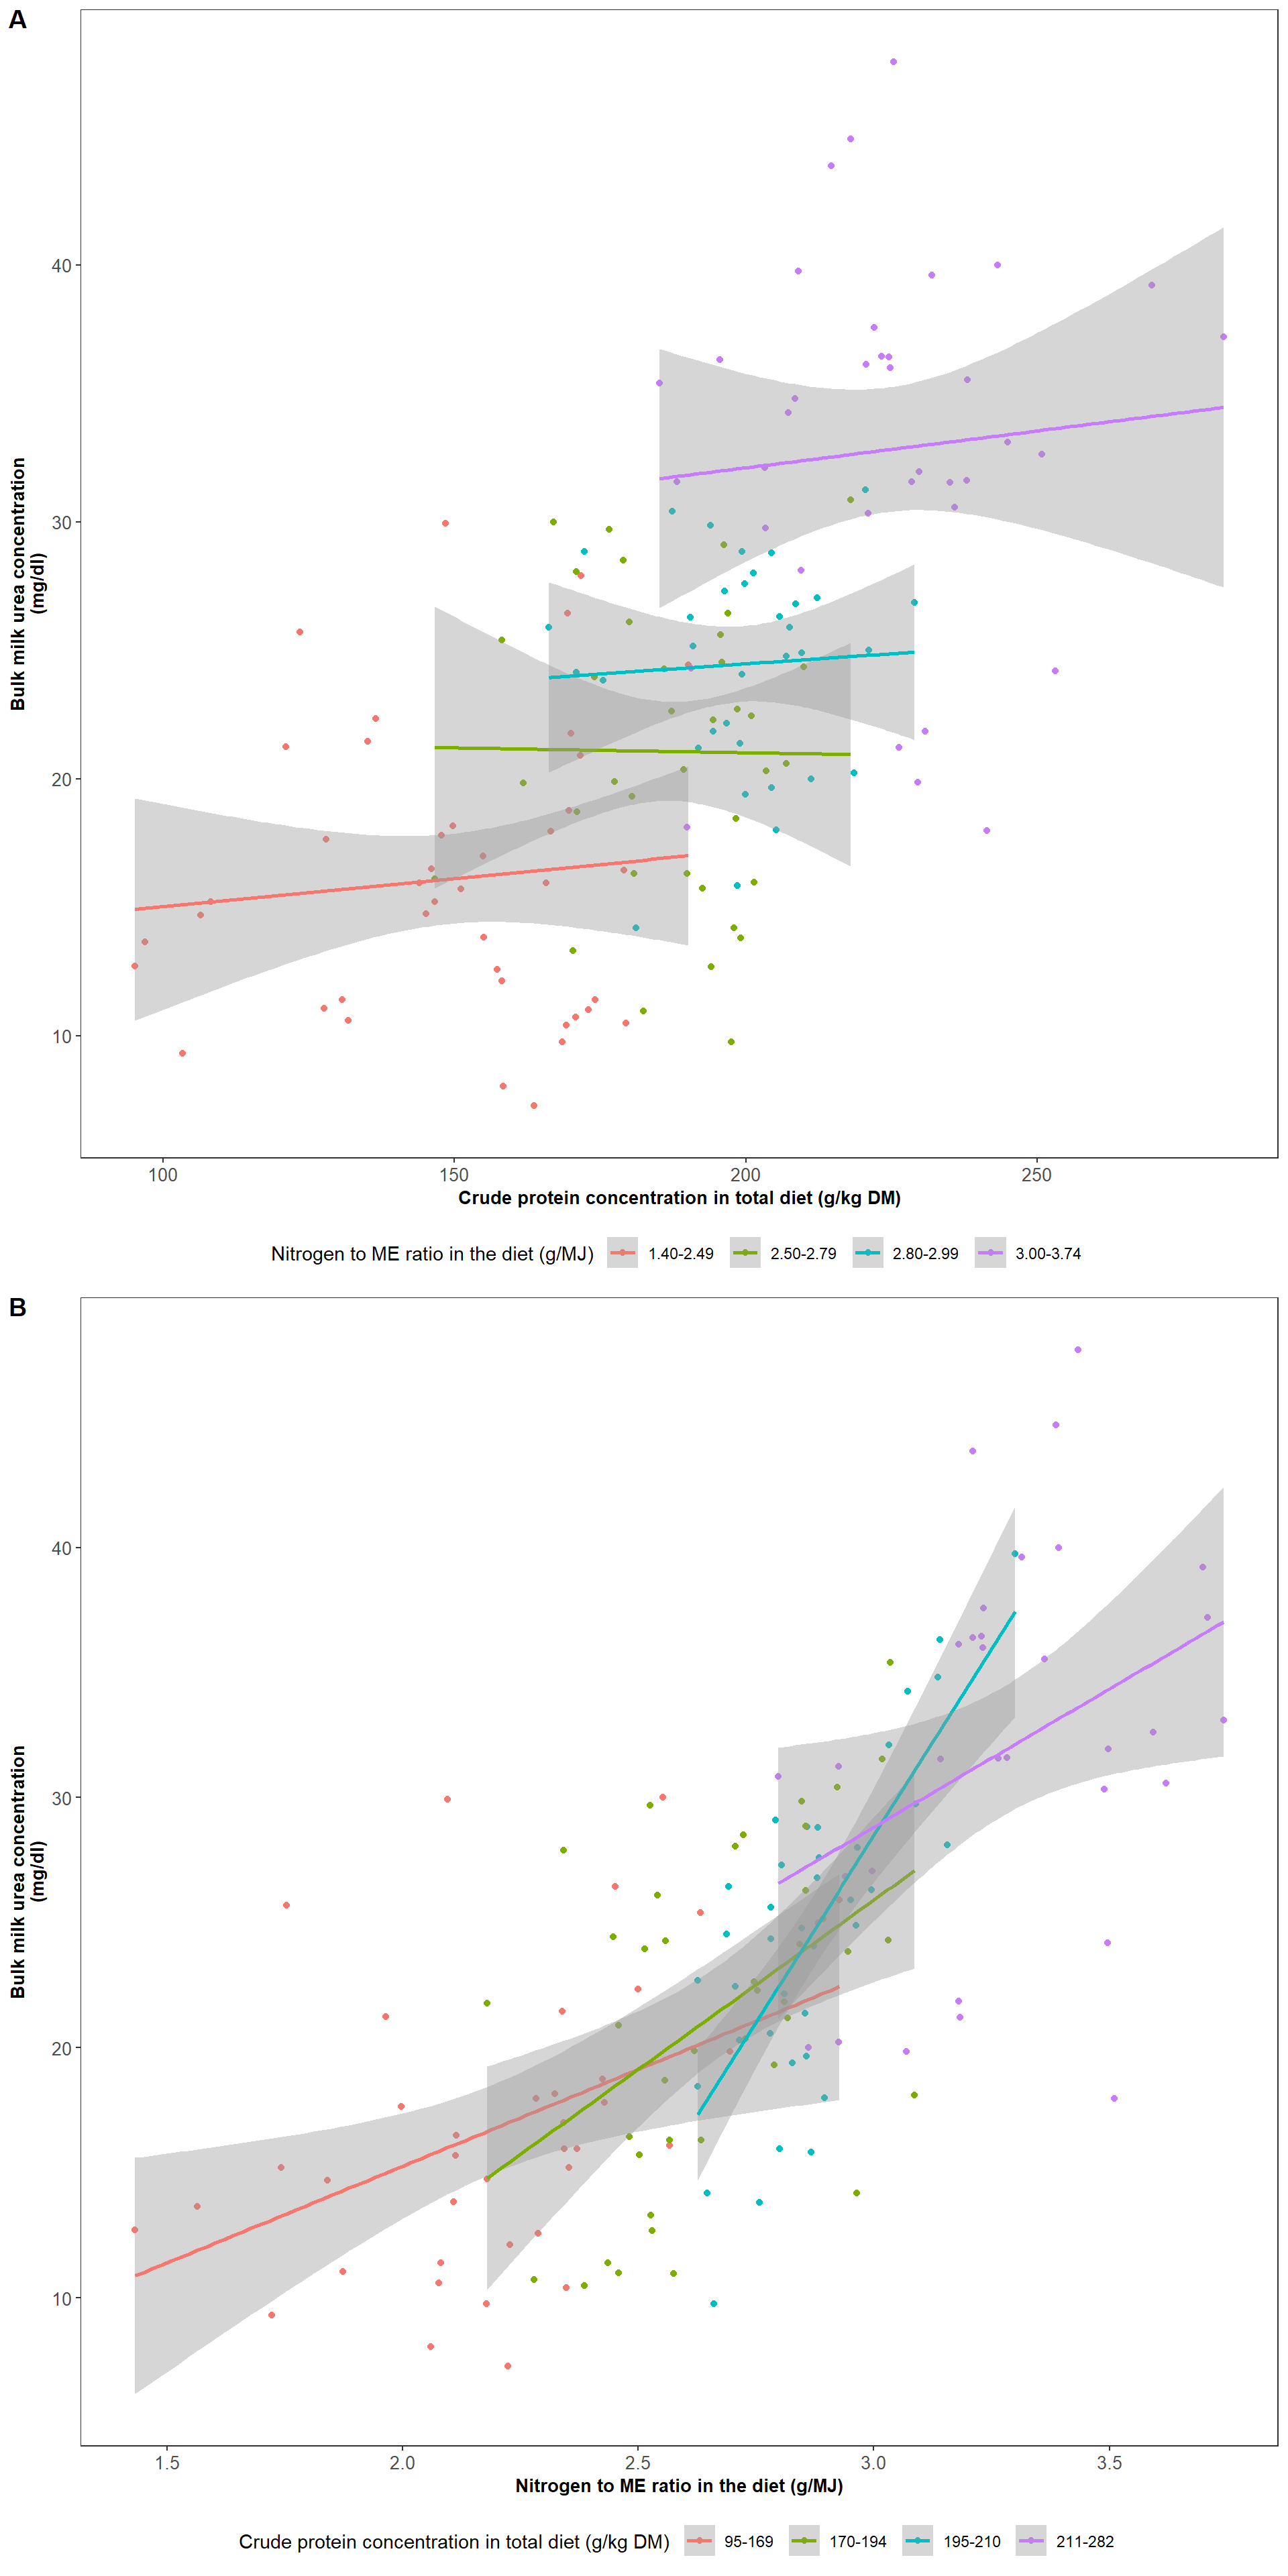 A
Bulk milk urea concentration
(mg/dl)
40
30
20
10
100 150 200 250
Crude protein concentration in total diet (g/kg DM)
Nitrogen to ME ratio in the diet (g/MJ) 1.40-2.49 2.50-2.79 2.80-2.99 3.00-3.74
B
Bulk milk urea concentration
(mg/dl)
40
30
20
10
1.5 2.0 2.5 3.0 3.5
Nitrogen to ME ratio in the diet (g/MJ)
Crude protein concentration in total diet (g/kg DM) 95-169 170-194 195-210 211-282